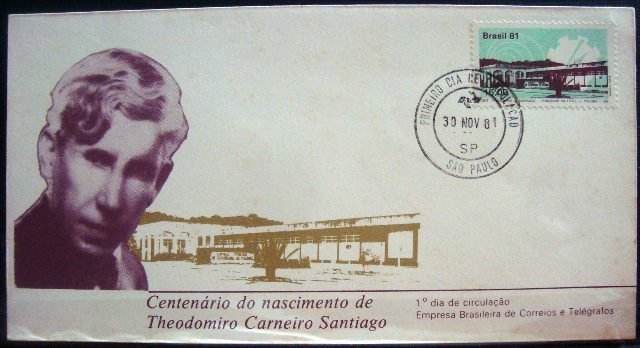 Brasil 81
PRIMEIRO DIA DE CIRCULAÇÃO
30 NOV 81
SP
SÃO PAULO
Centenário do nascimento de
Theodomiro Carneiro Santiago
1º dia de circulação
Empresa Brasileira de Correios e Telégrafos